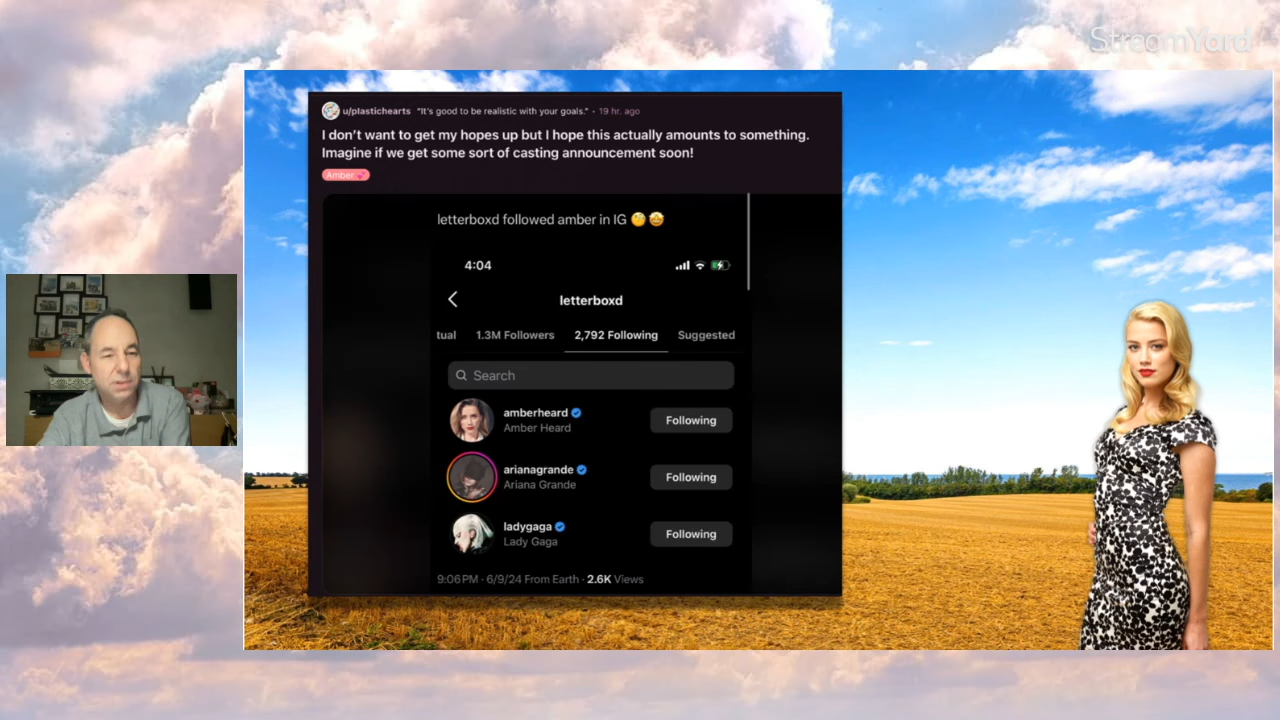 StreamYard
u/plastichearts "It's good to be realistic with your goals." · 19 hr. ago
I don't want to get my hopes up but I hope this actually amounts to something.
Imagine if we get some sort of casting announcement soon!
Amber
letterboxd followed amber in IG 🤔 🤩
4:04
letterboxd
tual 1.3M Followers 2,792 Following Suggested
Search
amberheard
Amber Heard
Following
arianagrande
Ariana Grande
Following
ladygaga
Lady Gaga
Following
9:06 PM · 6/9/24 From Earth · 2.6K Views